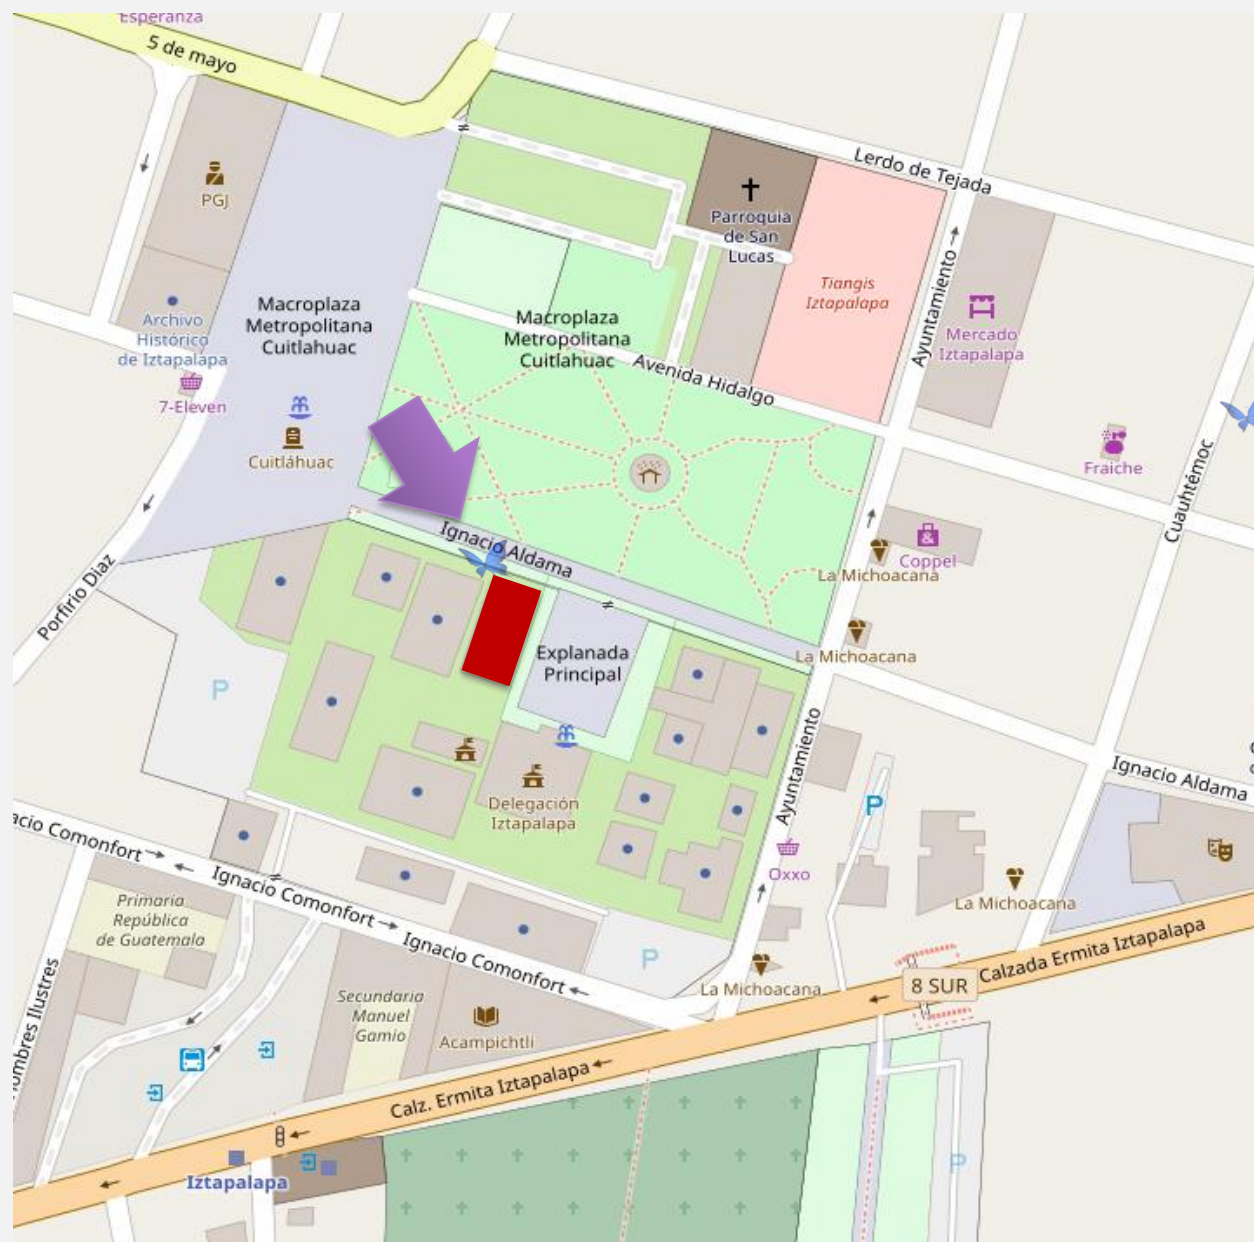 Esperanza
5 de mayo
Lerdo de Tejada
PGJ
Parroquia
de San
Lucas
Tiangis
Iztapalapa
Ayuntamiento
Macroplaza
Metropolitana
Cuitlahuac
Macroplaza
Metropolitana
Cuitlahuac
Archivo
Histórico
de Iztapalapa
Mercado
Iztapalapa
Avenida Hidalgo
7-Eleven
Cuitláhuac
Fraiche
Cuauhtémoc
Ignacio Aldama
Coppel
La Michoacana
Porfirio Diaz
La Michoacana
Explanada
Principal
P
Ayuntamiento
Ignacio Aldama
Delegación
Iztapalapa
P
acio Comonfort
Oxxo
Ignacio Comonfort
La Michoacana
Primaria
República
de Guatemala
Ignacio Comonfort
P
Calzada Ermita Iztapalapa
8 SUR
La Michoacana
ombres Ilustres
Secundaria
Manuel
Gamio
Acampichtli
Calz. Ermita Iztapalapa
P
Iztapalapa